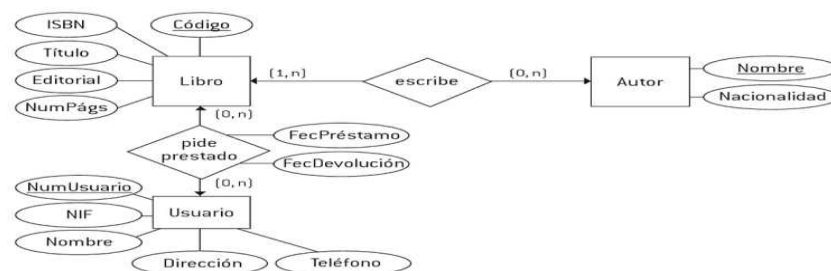 ISBN
Código
Título
Editorial
NumPágs
Libro
(1,n)
escribe
(0,n)
Autor
Nombre
Nacionalidad
(0,n)
pide
prestado
FecPréstamo
FecDevolución
(0,n)
NumUsuario
NIF
Nombre
Usuario
Dirección
Teléfono